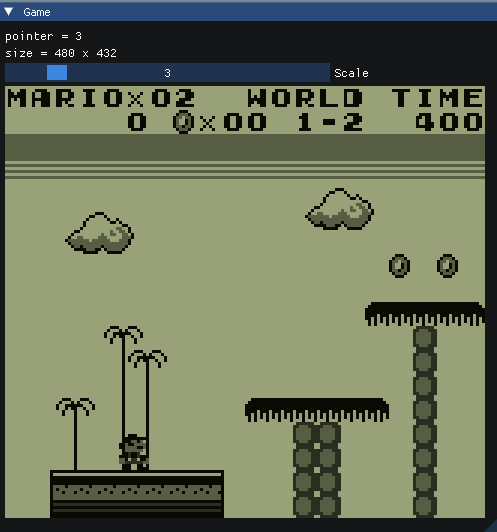 Game
pointer = 3
size = 480 x 432
3 Scale
MARIO×02 WORLD TIME
0 ×00 1-2 400